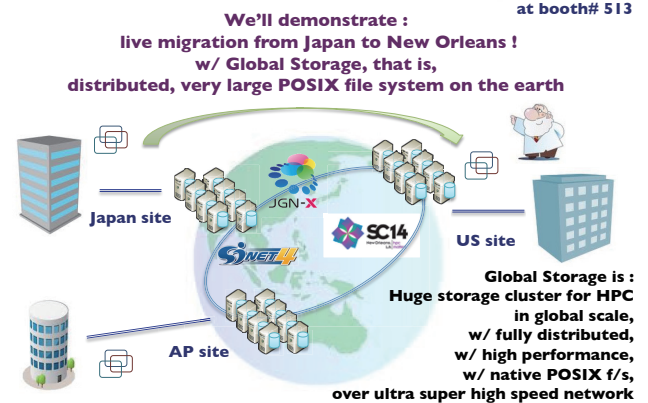 at booth# 513
We'll demonstrate :
live migration from Japan to New Orleans !
w/ Global Storage, that is,
distributed, very large POSIX file system on the earth
JGN-X
Japan site
SC14
New Orleans,
US site
SINET4
Global Storage is :
Huge storage cluster for HPC
in global scale,
w/ fully distributed,
w/ high performance,
w/ native POSIX f/s,
over ultra super high speed network
AP site